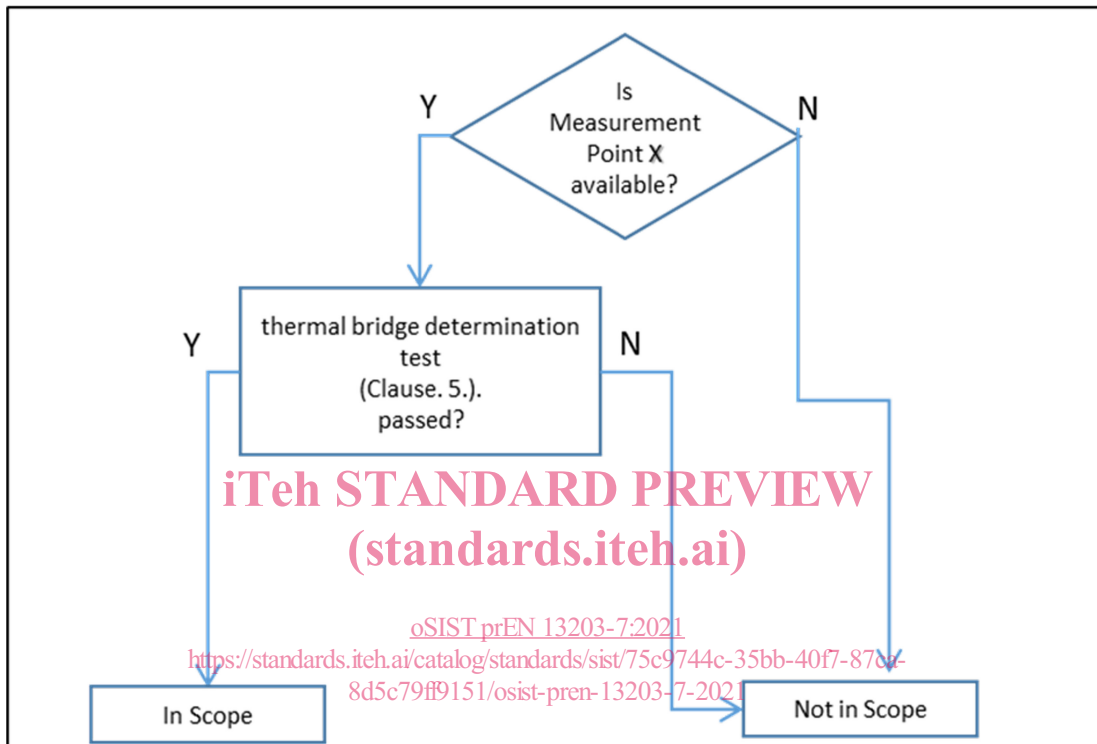 Is
Measurement
Point X
available?
Y
N
thermal bridge determination
test
(Clause. 5.).
passed?
Y
N
iTeh STANDARD PREVIEW
(standards.iteh.ai)
oSIST prEN 13203-7:2021
https://standards.iteh.ai/catalog/standards/sist/75c9744c-35bb-40f7-87ca-
8d5c79ff9151/osist-pren-13203-7-2021
In Scope
Not in Scope